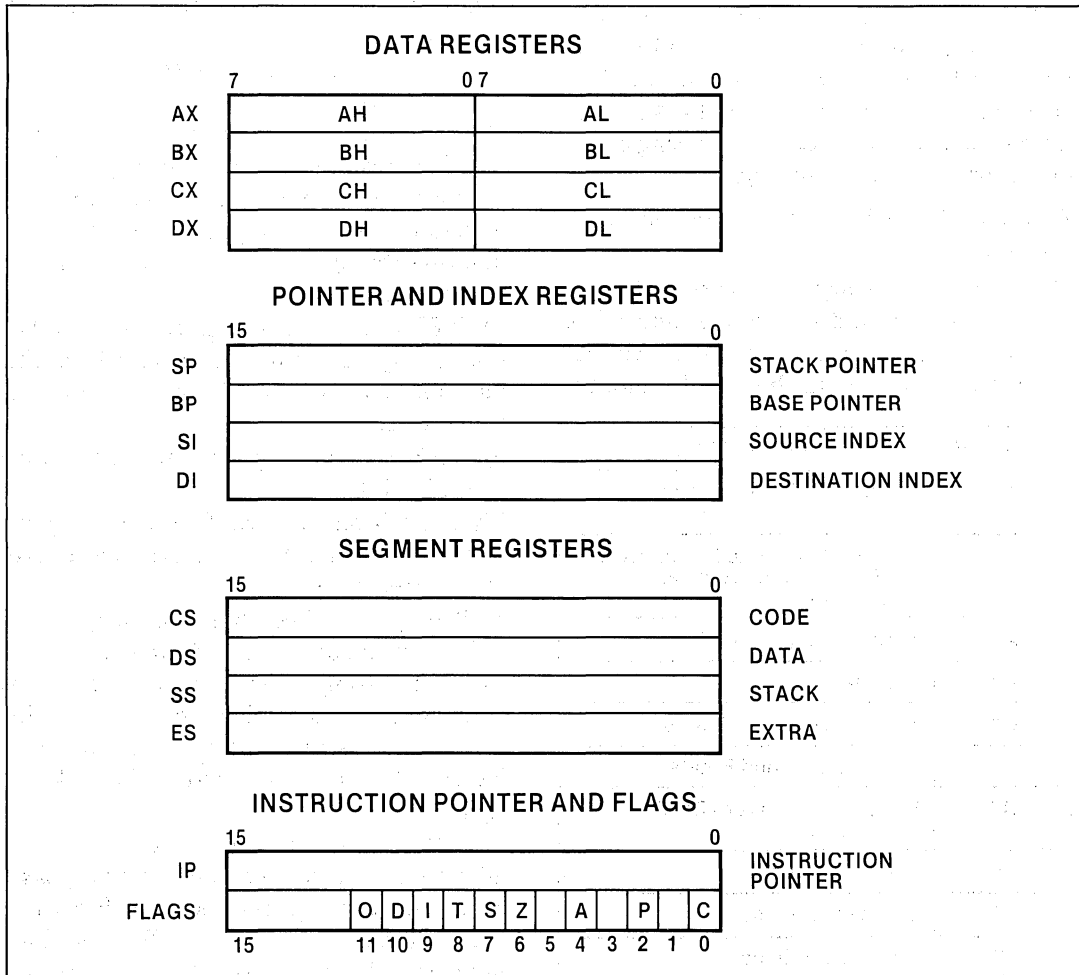 DATA REGISTERS
7 0 7 0
AX AH AL
BX BH BL
CX CH CL
DX DH DL
POINTER AND INDEX REGISTERS
15 0
SP STACK POINTER
BP BASE POINTER
SI SOURCE INDEX
DI DESTINATION INDEX
SEGMENT REGISTERS
15 0
CS CODE
DS DATA
SS STACK
ES EXTRA
INSTRUCTION POINTER AND FLAGS
15 0
IP INSTRUCTION
POINTER
FLAGS O D I T S Z A P C
15 11 10 9 8 7 6 5 4 3 2 1 0